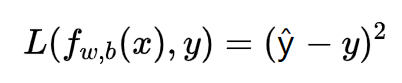 L(f_{w,b}(x), y) = (ŷ − y)²